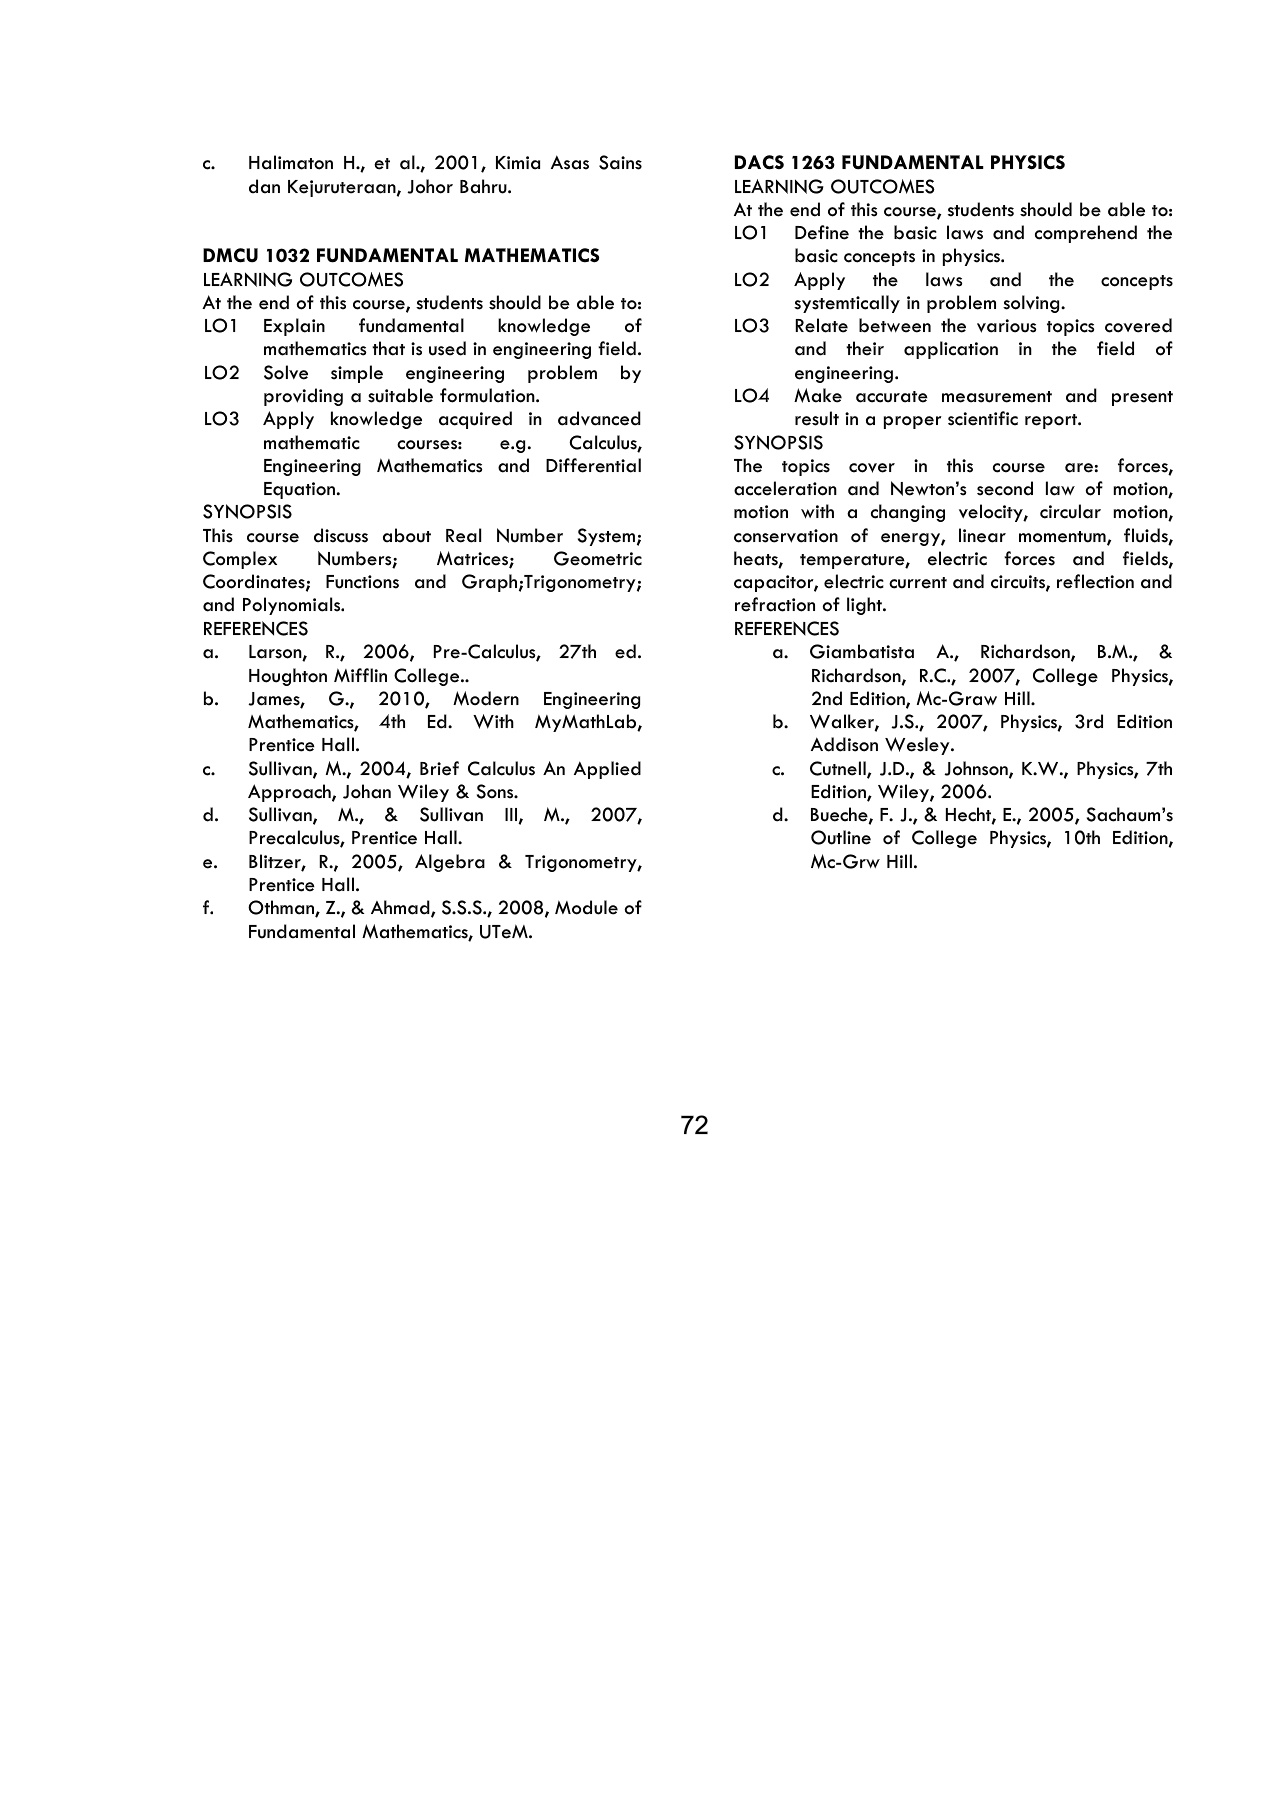 c. Halimaton H., et al., 2001, Kimia Asas Sains
dan Kejuruteraan, Johor Bahru.
DMCU 1032 FUNDAMENTAL MATHEMATICS
LEARNING OUTCOMES
At the end of this course, students should be able to:
LO1 Explain fundamental knowledge of
mathematics that is used in engineering field.
LO2 Solve simple engineering problem by
providing a suitable formulation.
LO3 Apply knowledge acquired in advanced
mathematic courses: e.g. Calculus,
Engineering Mathematics and Differential
Equation.
SYNOPSIS
This course discuss about Real Number System;
Complex Numbers; Matrices; Geometric
Coordinates; Functions and Graph;Trigonometry;
and Polynomials.
REFERENCES
a. Larson, R., 2006, Pre-Calculus, 27th ed.
Houghton Mifflin College..
b. James, G., 2010, Modern Engineering
Mathematics, 4th Ed. With MyMathLab,
Prentice Hall.
c. Sullivan, M., 2004, Brief Calculus An Applied
Approach, Johan Wiley & Sons.
d. Sullivan, M., & Sullivan III, M., 2007,
Precalculus, Prentice Hall.
e. Blitzer, R., 2005, Algebra & Trigonometry,
Prentice Hall.
f. Othman, Z., & Ahmad, S.S.S., 2008, Module of
Fundamental Mathematics, UTeM.
DACS 1263 FUNDAMENTAL PHYSICS
LEARNING OUTCOMES
At the end of this course, students should be able to:
LO1 Define the basic laws and comprehend the
basic concepts in physics.
LO2 Apply the laws and the concepts
systemtically in problem solving.
LO3 Relate between the various topics covered
and their application in the field of
engineering.
LO4 Make accurate measurement and present
result in a proper scientific report.
SYNOPSIS
The topics cover in this course are: forces,
acceleration and Newton’s second law of motion,
motion with a changing velocity, circular motion,
conservation of energy, linear momentum, fluids,
heats, temperature, electric forces and fields,
capacitor, electric current and circuits, reflection and
refraction of light.
REFERENCES
a. Giambatista A., Richardson, B.M., &
Richardson, R.C., 2007, College Physics,
2nd Edition, Mc-Graw Hill.
b. Walker, J.S., 2007, Physics, 3rd Edition
Addison Wesley.
c. Cutnell, J.D., & Johnson, K.W., Physics, 7th
Edition, Wiley, 2006.
d. Bueche, F. J., & Hecht, E., 2005, Sachaum’s
Outline of College Physics, 10th Edition,
Mc-Grw Hill.
72